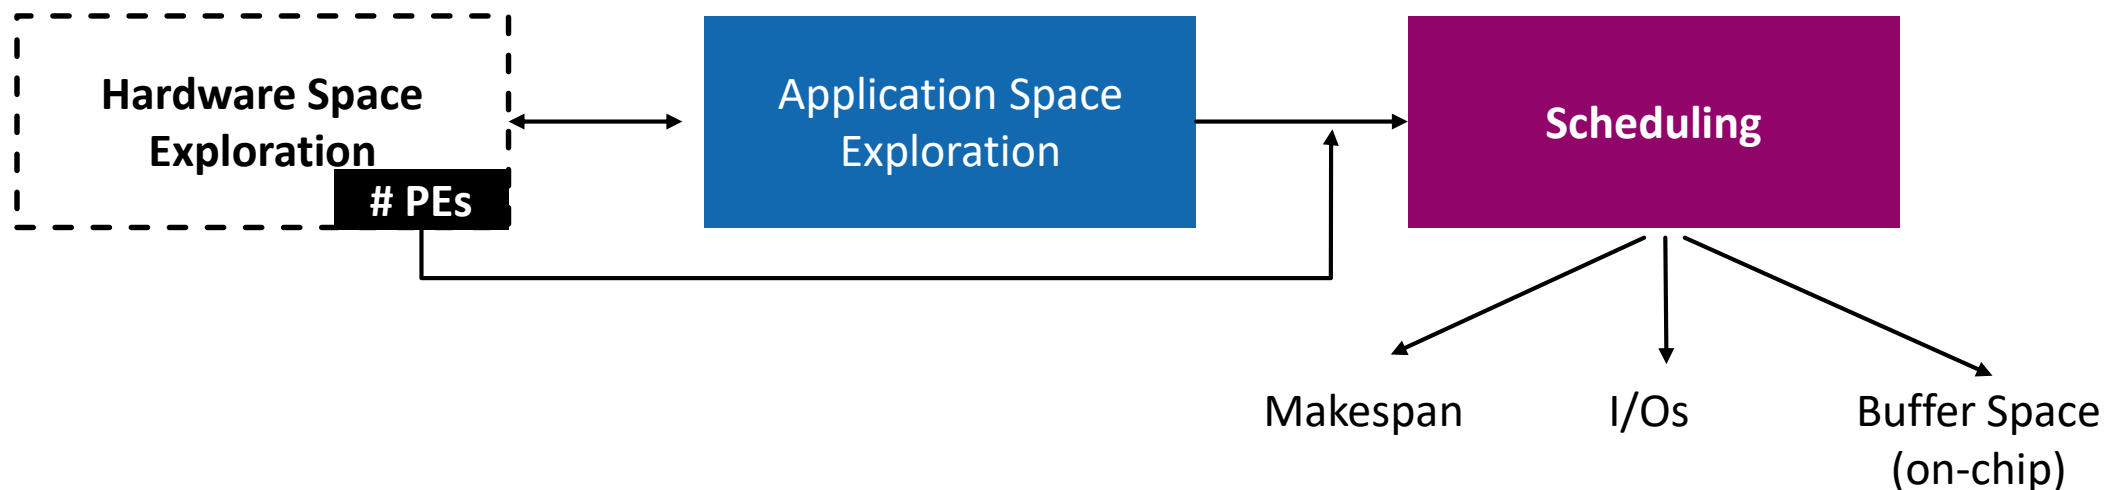 Hardware Space
Exploration
# PEs
Application Space
Exploration
Scheduling
Makespan
I/Os
Buffer Space
(on-chip)